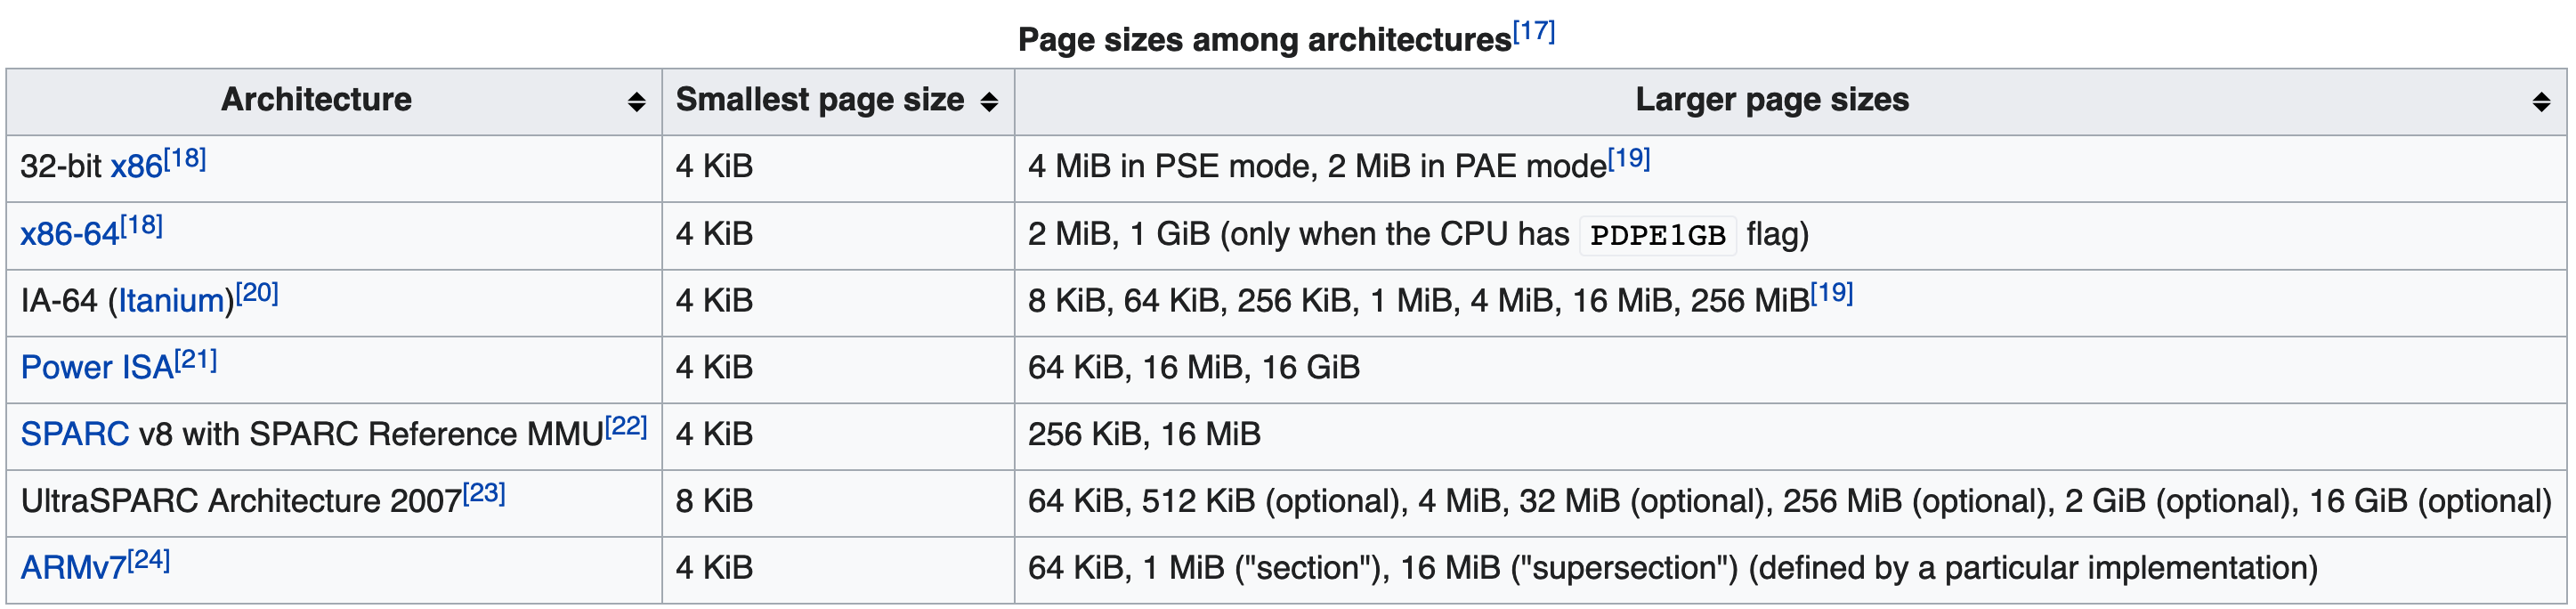 Page sizes among architectures[17]
Architecture Smallest page size Larger page sizes
32-bit x86[18] 4 KiB 4 MiB in PSE mode, 2 MiB in PAE mode[19]
x86-64[18] 4 KiB 2 MiB, 1 GiB (only when the CPU has PDPE1GB flag)
IA-64 (Itanium)[20] 4 KiB 8 KiB, 64 KiB, 256 KiB, 1 MiB, 4 MiB, 16 MiB, 256 MiB[19]
Power ISA[21] 4 KiB 64 KiB, 16 MiB, 16 GiB
SPARC v8 with SPARC Reference MMU[22] 4 KiB 256 KiB, 16 MiB
UltraSPARC Architecture 2007[23] 8 KiB 64 KiB, 512 KiB (optional), 4 MiB, 32 MiB (optional), 256 MiB (optional), 2 GiB (optional), 16 GiB (optional)
ARMv7[24] 4 KiB 64 KiB, 1 MiB ("section"), 16 MiB ("supersection") (defined by a particular implementation)